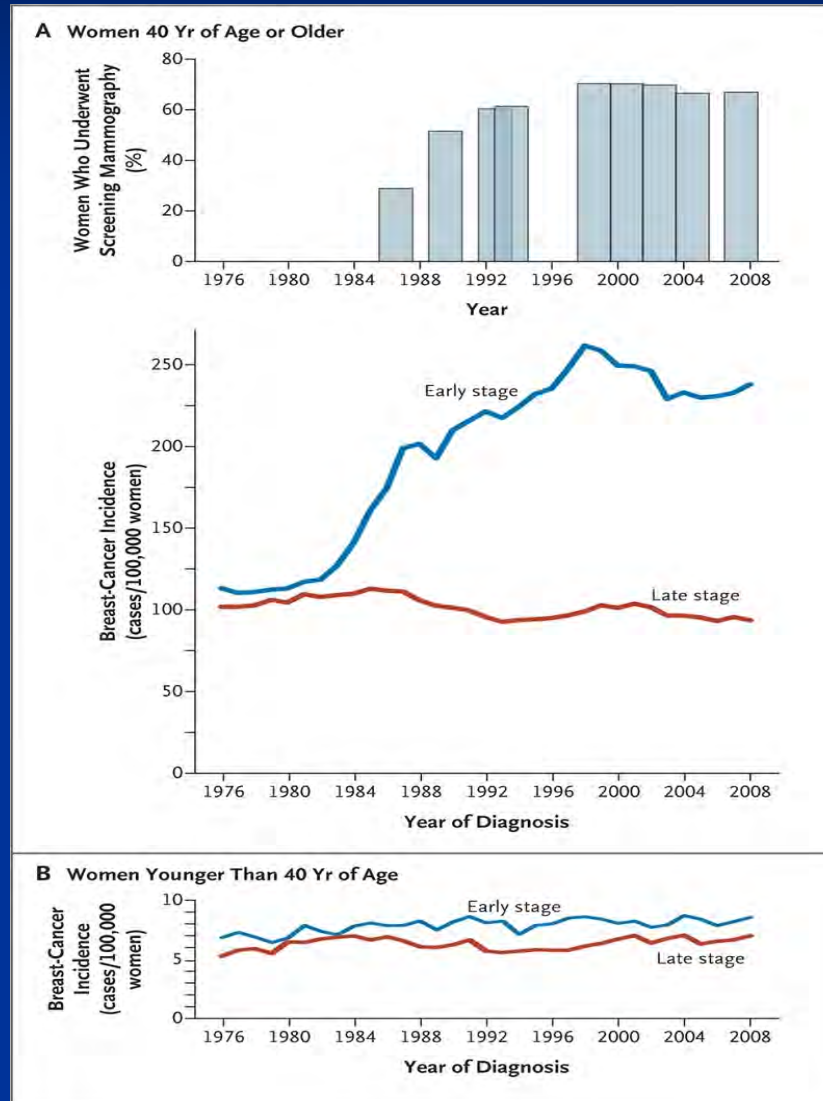 A Women 40 Yr of Age or Older
Women Who Underwent
Screening Mammography
(%)
80
60
40
20
0
1976 1980 1984 1988 1992 1996 2000 2004 2008
Year
Breast-Cancer Incidence
(cases/100,000 women)
250
200
150
100
50
0
Early stage
Late stage
1976 1980 1984 1988 1992 1996 2000 2004 2008
Year of Diagnosis
B Women Younger Than 40 Yr of Age
Breast-Cancer
Incidence
(cases/100,000
women)
10
5
0
Early stage
Late stage
1976 1980 1984 1988 1992 1996 2000 2004 2008
Year of Diagnosis